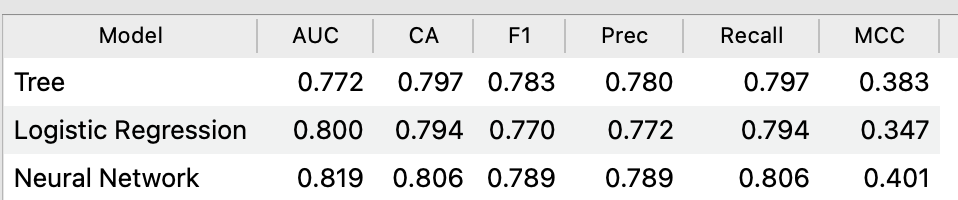 Model AUC CA F1 Prec Recall MCC
Tree 0.772 0.797 0.783 0.780 0.797 0.383
Logistic Regression 0.800 0.794 0.770 0.772 0.794 0.347
Neural Network 0.819 0.806 0.789 0.789 0.806 0.401